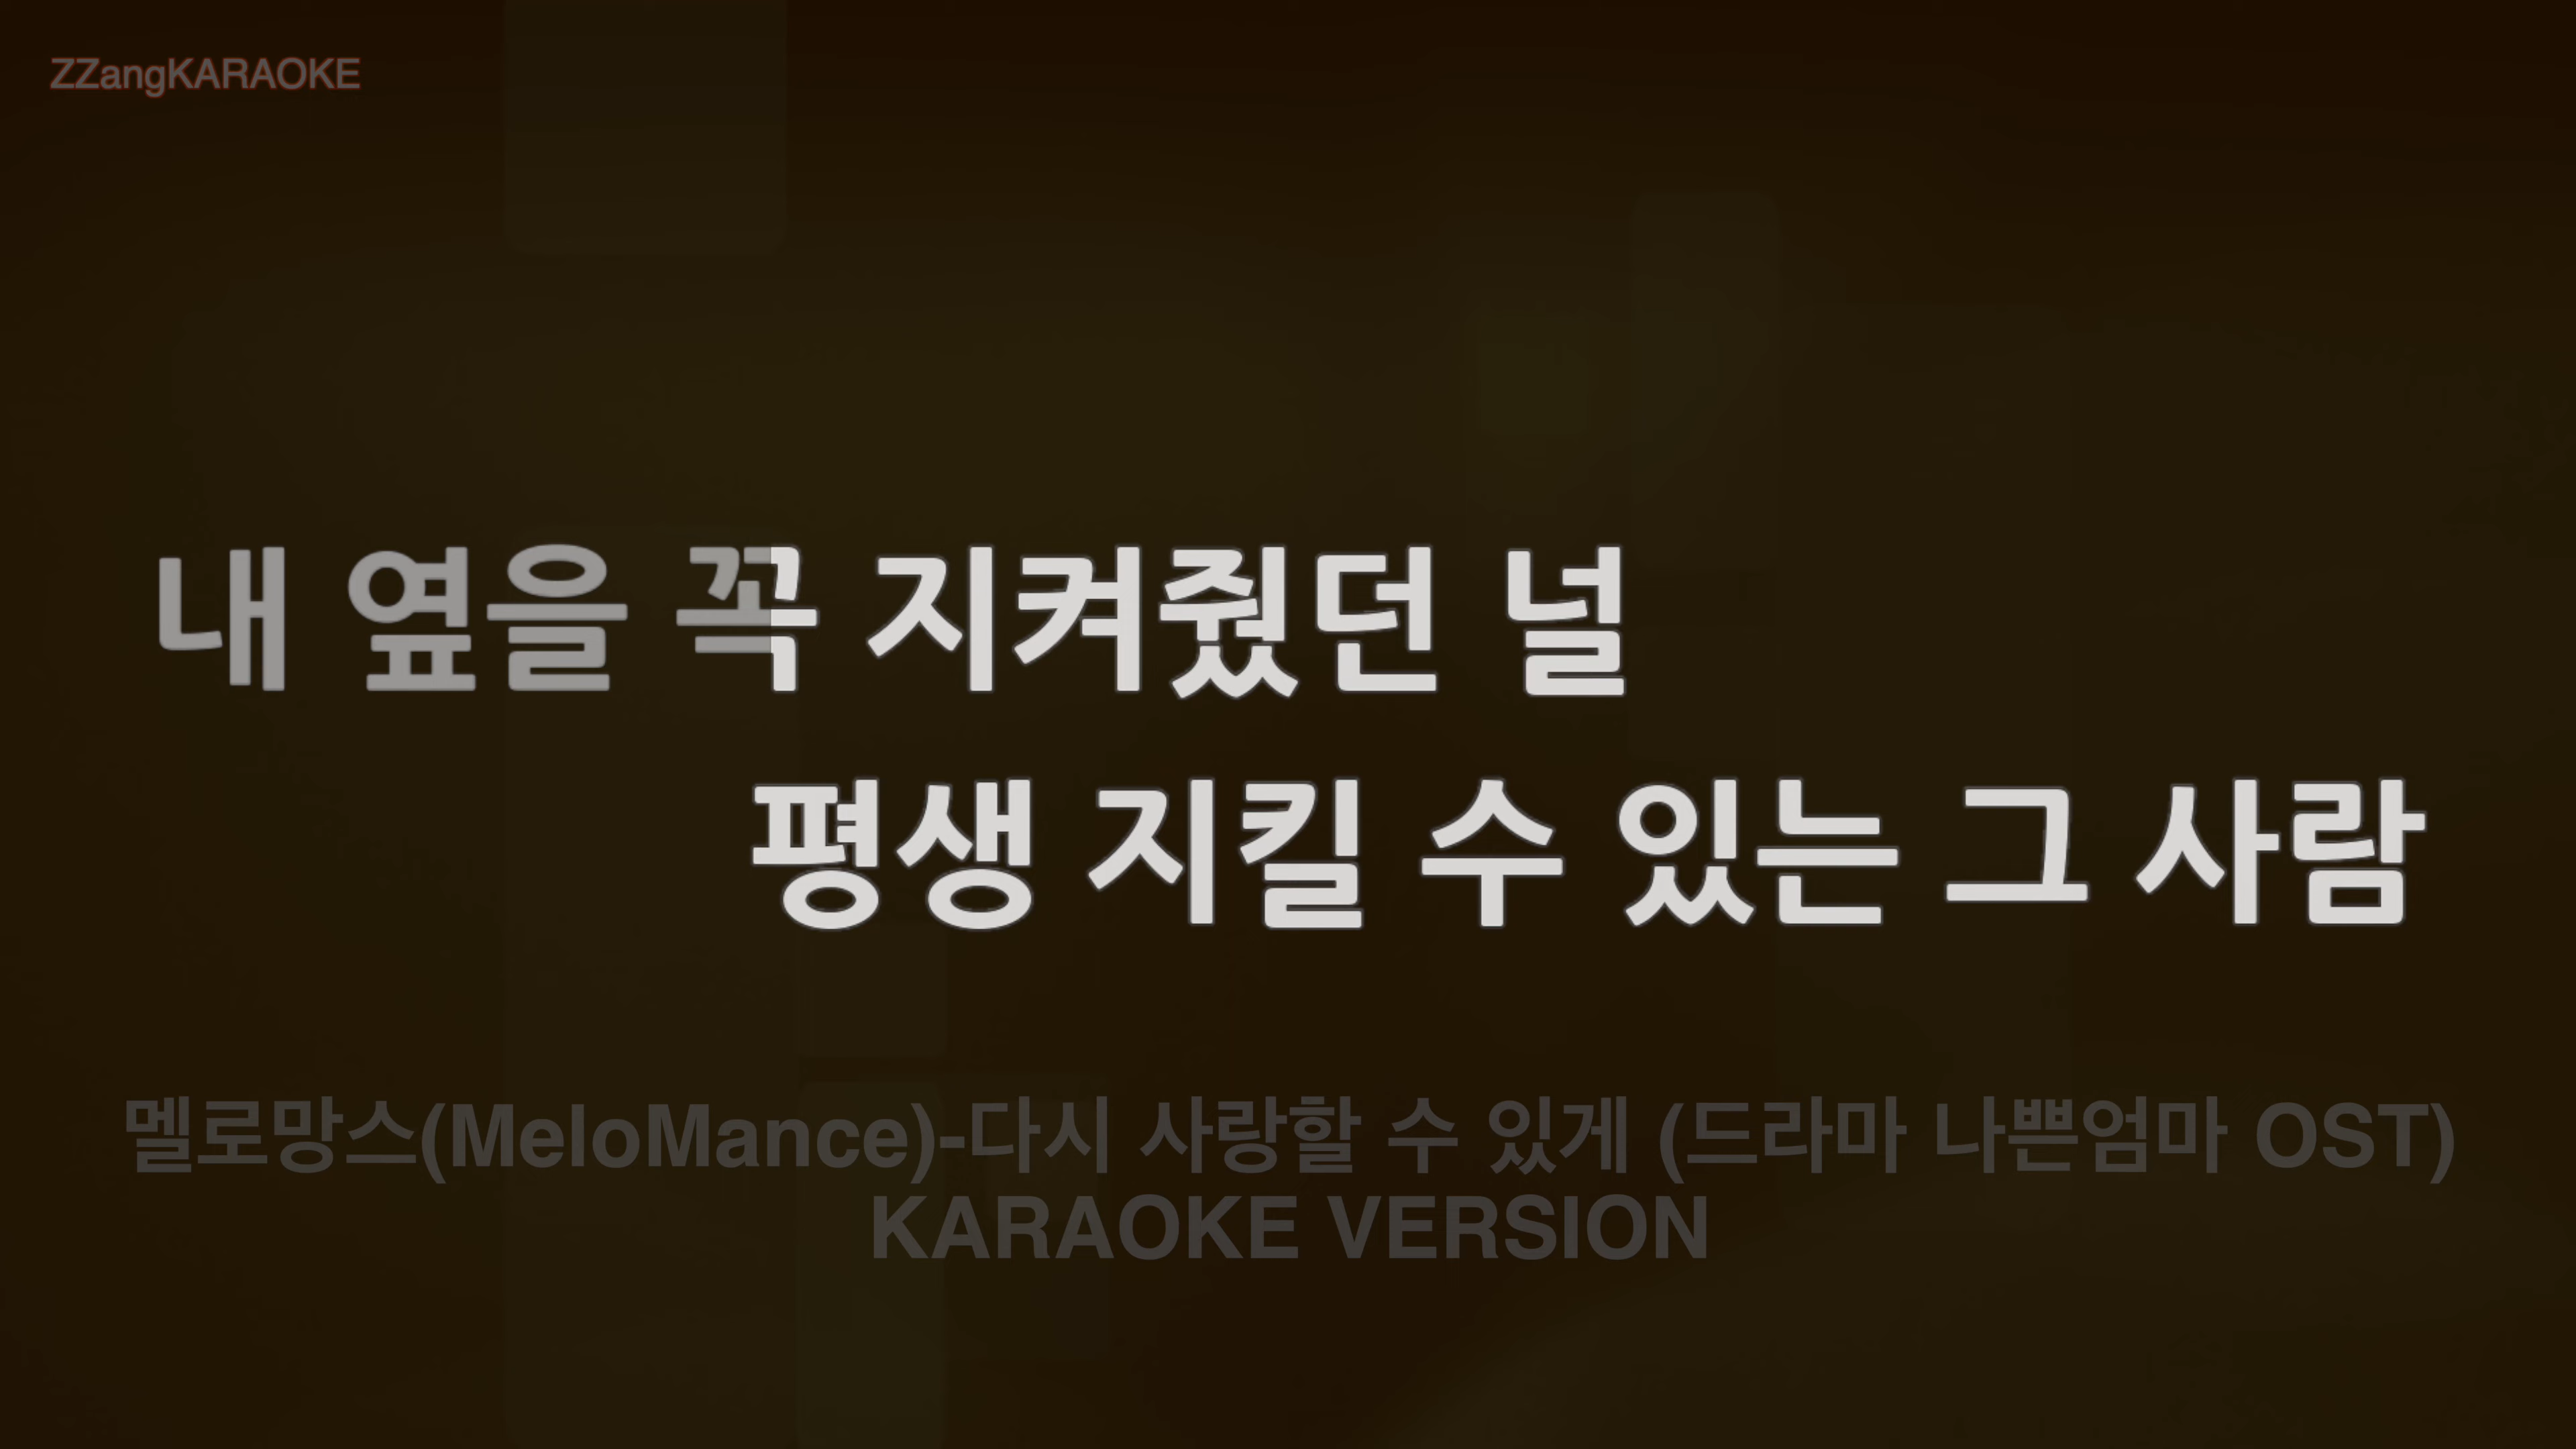 ZZangKARAOKE
내 옆을 꼭 지켜줬던 널
평생 지킬 수 있는 그 사람
멜로망스(MeloMance)-다시 사랑할 수 있게 (드라마 나쁜엄마 OST)
KARAOKE VERSION